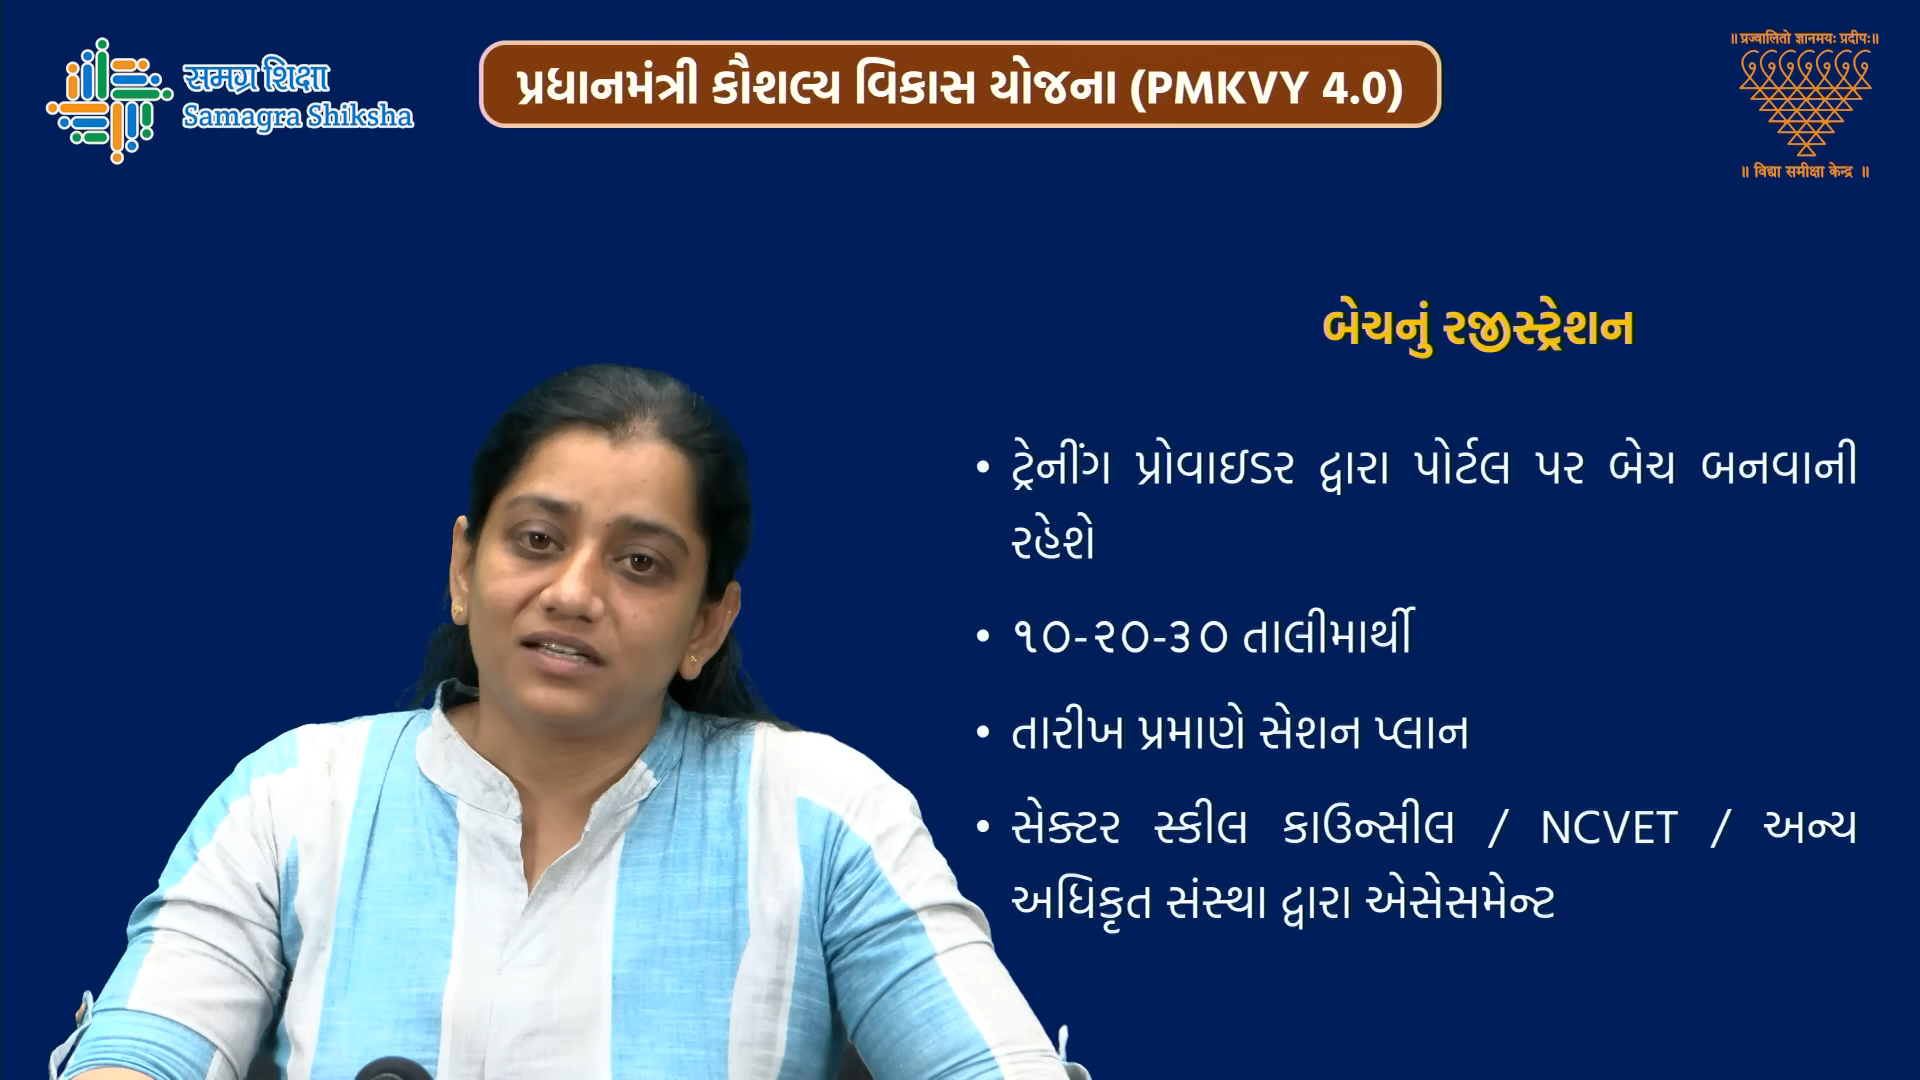 समग्र शिक्षा
Samagra Shiksha
પ્રધાનમંત્રી કૌશલ્ય વિકાસ યોજના (PMKVY 4.0)
॥ प्रज्वालितो ज्ञानमयः प्रदीपः॥
॥ विद्या समीक्षा केन्द्र ॥
બેચનું રજીસ્ટ્રેશન
• ટ્રેનીંગ પ્રોવાઇડર દ્વારા પોર્ટલ પર બેચ બનવાની
રહેશે
• ૧૦-૨૦-૩૦ તાલીમાર્થી
• તારીખ પ્રમાણે સેશન પ્લાન
• સેક્ટર સ્કીલ કાઉન્સીલ / NCVET / અન્ય
અધિકૃત સંસ્થા દ્વારા એસેસમેન્ટ